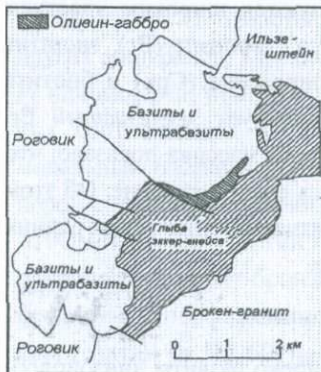 Оливин-габбро
Ильзе-
штейн
Базиты и
ультрабазиты
Роговик
Глыба
эккер-гнейса
Базиты и
ультрабазиты
Брокен-гранит
Роговик
0 1 2 км